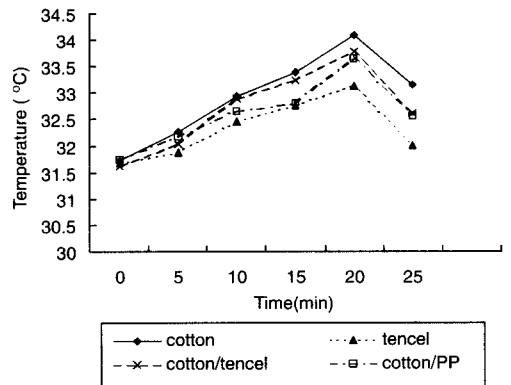 34.5
34
33.5
33
32.5
32
31.5
31
30.5
30
Temperature ( °C)
0 5 10 15 20 25
Time(min)
cotton tencel
cotton/tencel cotton/PP